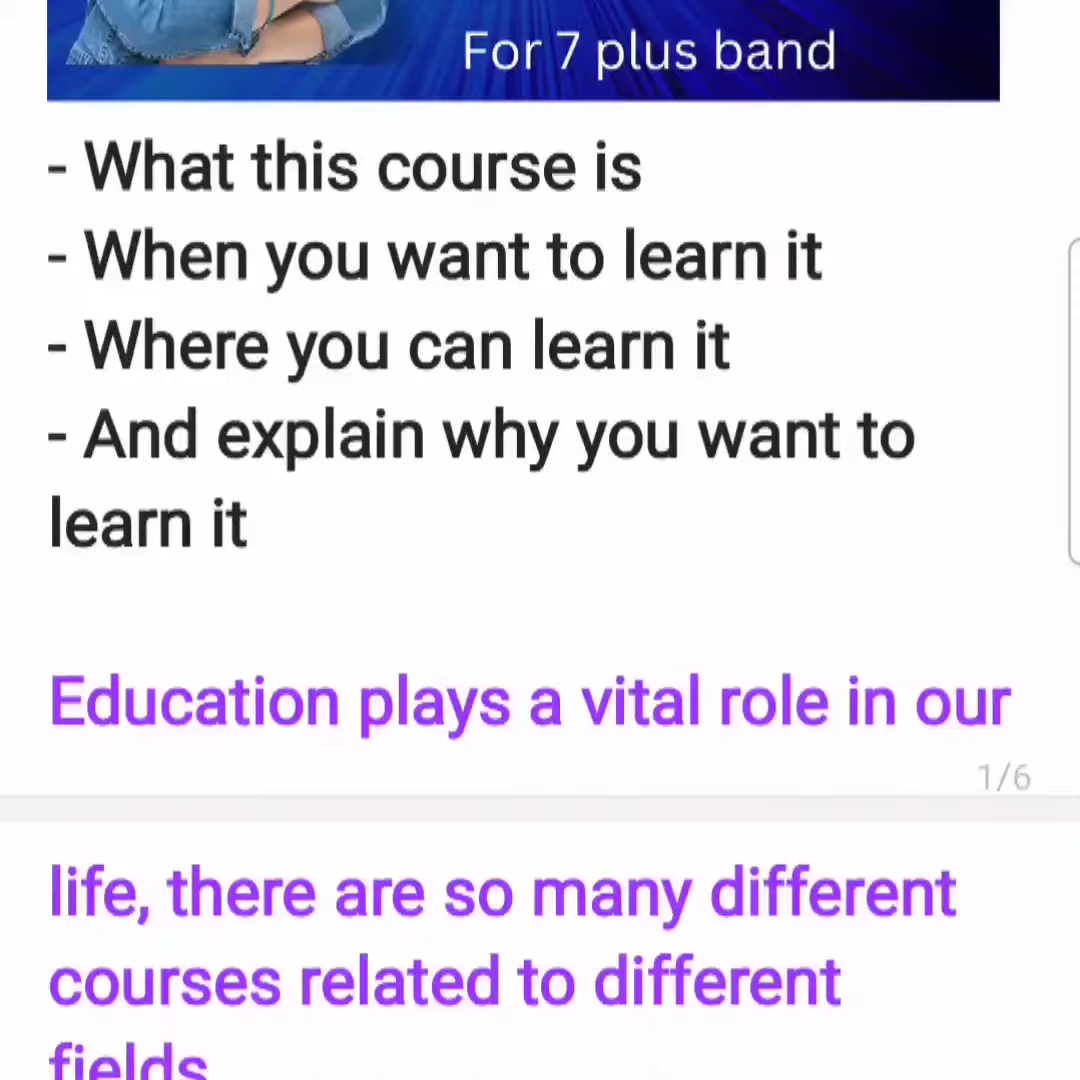 For 7 plus band
- What this course is
- When you want to learn it
- Where you can learn it
- And explain why you want to
learn it
Education plays a vital role in our
1/6
life, there are so many different
courses related to different
fields